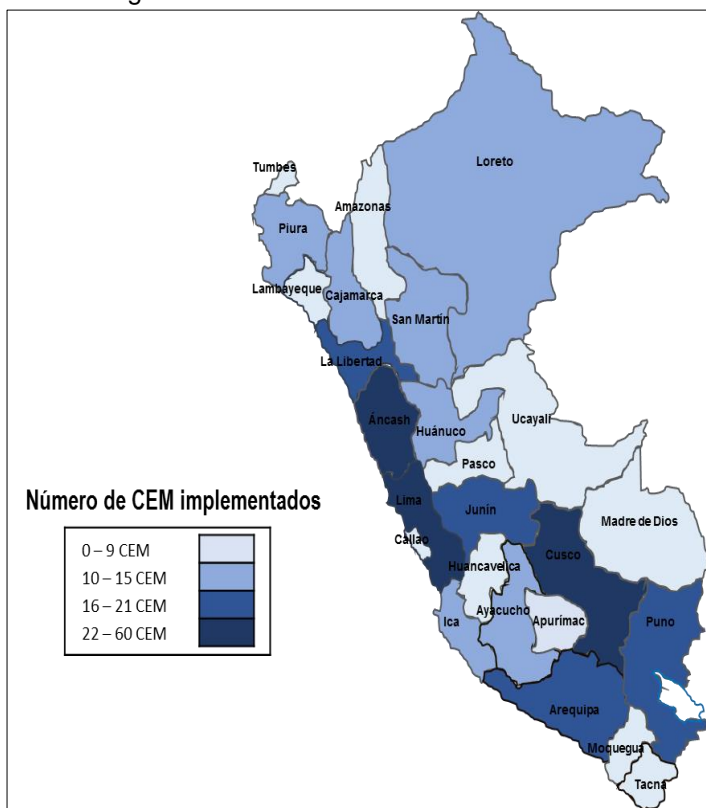 Tumbes
Loreto
Amazonas
Piura
Lambayeque
Cajamarca
San Martín
La Libertad
Áncash
Huánuco
Ucayali
Pasco
Número de CEM implementados
Lima
Junín
Madre de Dios
Callao
Cusco
0 – 9 CEM
Huancavelica
10 – 15 CEM
Ayacucho
Apurímac
Ica
Puno
16 – 21 CEM
22 – 60 CEM
Arequipa
Moquegua
Tacna